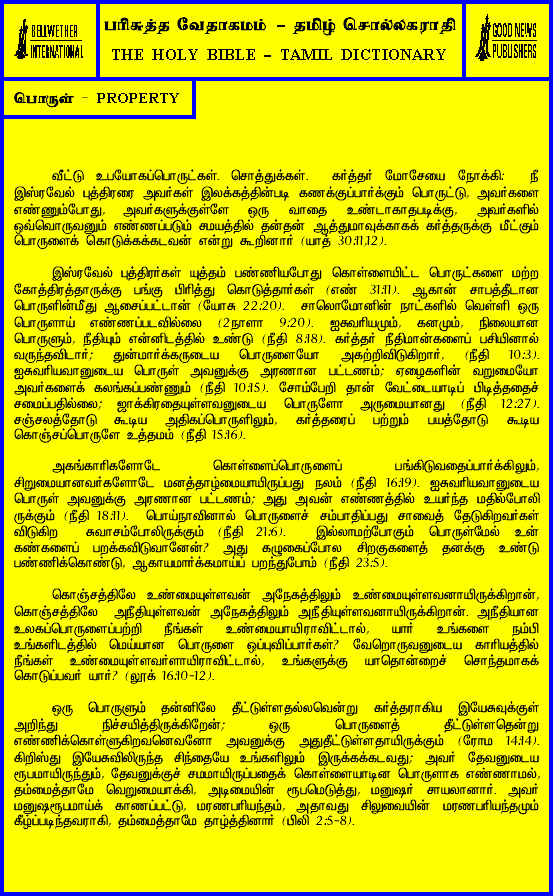 BELLWETHER
INTERNATIONAL
பரிசுத்த வேதாகமம் - தமிழ் சொல்லகராதி
THE HOLY BIBLE - TAMIL DICTIONARY
GOOD NEWS
PUBLISHERS
பொருள் - PROPERTY
வீட்டு உபயோகப்பொருட்கள். சொத்துக்கள். கர்த்தர் மோசேயை நோக்கி; நீ
இஸ்ரவேல் புத்திரரை அவர்கள் இலக்கத்தின்படி கணக்குப்பார்க்கும் பொருட்டு, அவர்களை
எண்ணும்போது, அவர்களுக்குள்ளே ஒரு வாதை உண்டாகாதபடிக்கு, அவர்களில்
ஒவ்வொருவனும் எண்ணப்படும் சமயத்தில் தன்தன் ஆத்துமாவுக்காகக் கர்த்தருக்கு மீட்கும்
பொருளைக் கொடுக்கக்கடவன் என்று கூறினார் (யாத் 30:11,12).
இஸ்ரவேல் புத்திரர்கள் யுத்தம் பண்ணியபோது கொள்ளையிட்ட பொருட்களை மற்ற
கோத்திரத்தாருக்கு பங்கு பிரித்து கொடுத்தார்கள் (எண் 31:11). ஆகான் சாபத்தீடான
பொருளின்மீது ஆசைப்பட்டான் (யோசு 22:20). சாலொமோனின் நாட்களில் வெள்ளி ஒரு
பொருளாய் எண்ணப்படவில்லை (2நாளா 9:20). ஐசுவரியமும், கனமும், நிலையான
பொருளும், நீதியும் என்னிடத்தில் உண்டு (நீதி 8:18). கர்த்தர் நீதிமான்களைப் பசியினால்
வருந்தவிடார்; துன்மார்க்கருடைய பொருளையோ அகற்றிவிடுகிறார், (நீதி 10:3).
ஐசுவரியவானுடைய பொருள் அவனுக்கு அரணான பட்டணம்; ஏழைகளின் வறுமையோ
அவர்களைக் கலங்கப்பண்ணும் (நீதி 10:15). சோம்பேறி தான் வேட்டையாடிப் பிடித்ததைச்
சமைப்பதில்லை; ஜாக்கிரதையுள்ளவனுடைய பொருளோ அருமையானது (நீதி 12:27).
சஞ்சலத்தோடு கூடிய அதிகப்பொருளிலும், கர்த்தரைப் பற்றும் பயத்தோடு கூடிய
கொஞ்சப்பொருளே உத்தமம் (நீதி 15:16).
அகங்காரிகளோடே கொள்ளைப்பொருளைப் பங்கிடுவதைப்பார்க்கிலும்,
சிறுமையானவர்களோடே மனத்தாழ்மையாயிருப்பது நலம் (நீதி 16:19). ஐசுவரியவானுடைய
பொருள் அவனுக்கு அரணான பட்டணம்; அது அவன் எண்ணத்தில் உயர்ந்த மதில்போலி
ருக்கும் (நீதி 18:11). பொய்நாவினால் பொருளைச் சம்பாதிப்பது சாவைத் தேடுகிறவர்கள்
விடுகிற சுவாசம்போலிருக்கும் (நீதி 21:6). இல்லாமற்போகும் பொருள்மேல் உன்
கண்களைப் பறக்கவிடுவானேன்? அது கழுகைப்போல சிறகுகளைத் தனக்கு உண்டு
பண்ணிக்கொண்டு, ஆகாயமார்க்கமாய்ப் பறந்துபோம் (நீதி 23:5).
கொஞ்சத்திலே உண்மையுள்ளவன் அநேகத்திலும் உண்மையுள்ளவனாயிருக்கிறான்,
கொஞ்சத்திலே அநீதியுள்ளவன் அநேகத்திலும் அநீதியுள்ளவனாயிருக்கிறான். அநீதியான
உலகப்பொருளைப்பற்றி நீங்கள் உண்மையாயிராவிட்டால், யார் உங்களை நம்பி
உங்களிடத்தில் மெய்யான பொருளை ஒப்புவிப்பார்கள்? வேறொருவனுடைய காரியத்தில்
நீங்கள் உண்மையுள்ளவர்ளாயிராவிட்டால், உங்களுக்கு யாதொன்றைச் சொந்தமாகக்
கொடுப்பவர் யார்? (லூக் 16:10-12).
ஒரு பொருளும் தன்னிலே தீட்டுள்ளதல்லவென்று கர்த்தராகிய இயேசுவுக்குள்
அறிந்து நிச்சயித்திருக்கிறேன்; ஒரு பொருளைத் தீட்டுள்ளதென்று
எண்ணிக்கொள்ளுகிறவனெவனோ அவனுக்கு அதுதீட்டுள்ளதாயிருக்கும் (ரோம 14:14).
கிறிஸ்து இயேசுவிலிருந்த சிந்தையே உங்களிலும் இருக்கக்கடவது; அவர் தேவனுடைய
ரூபமாயிருந்தும், தேவனுக்குச் சமமாயிருப்பதைக் கொள்ளையாடின பொருளாக எண்ணாமல்,
தம்மைத்தாமே வெறுமையாக்கி, அடிமையின் ரூபமெடுத்து, மனுஷர் சாயலானார். அவர்
மனுஷரூபமாய்க் காணப்பட்டு, மரணபரியந்தம், அதாவது சிலுவையின் மரணபரியந்தமும்
கீழ்ப்படிந்தவராகி, தம்மைத்தாமே தாழ்த்தினார் (பிலி 2:5-8).